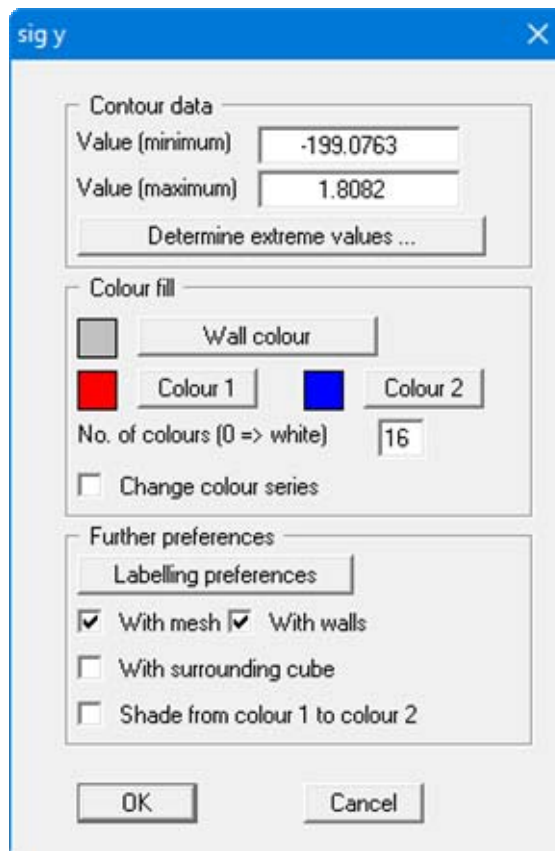 sig y
Contour data
Value (minimum) -199.0763
Value (maximum) 1.8082
Determine extreme values ...
Colour fill
Wall colour
Colour 1 Colour 2
No. of colours (0 => white) 16
Change colour series
Further preferences
Labelling preferences
With mesh With walls
With surrounding cube
Shade from colour 1 to colour 2
OK Cancel